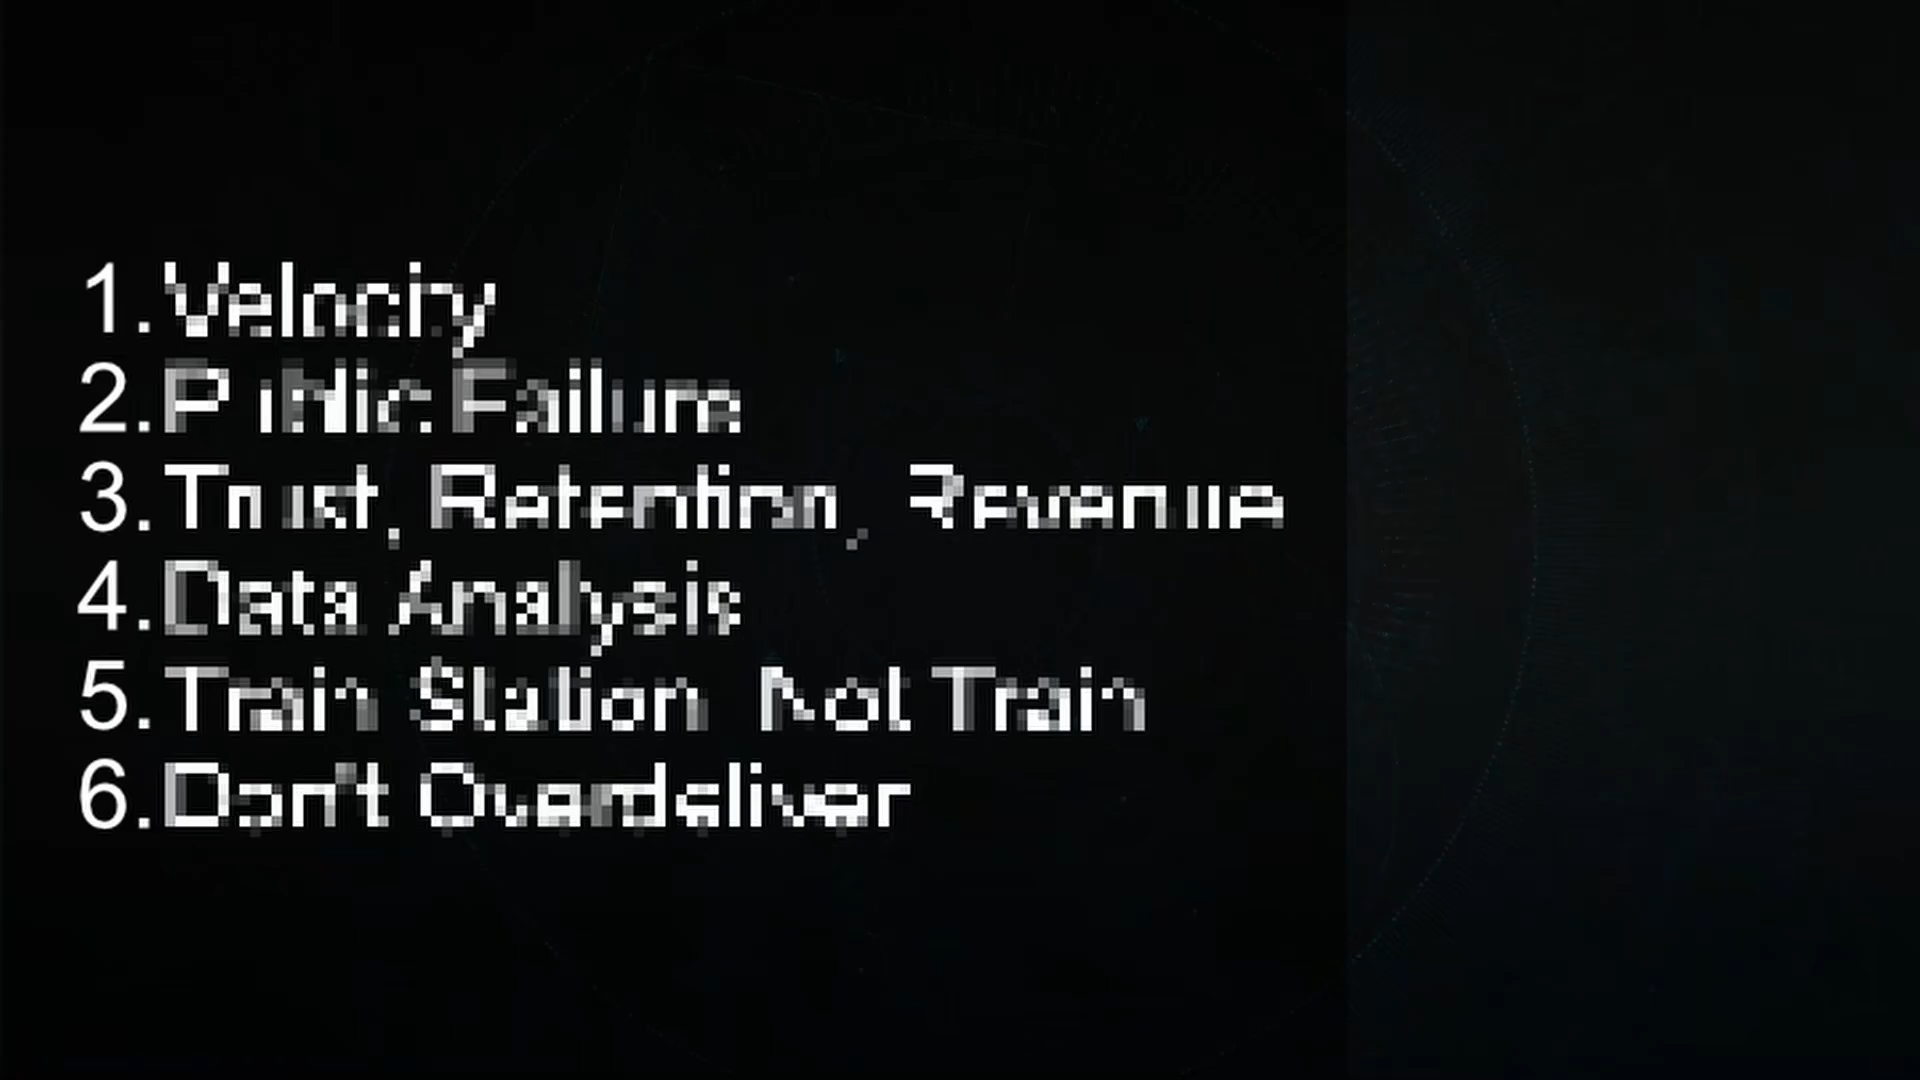 1. Velocity
2. Public Failure
3. Trust, Retention, Revenue
4. Data Analysis
5. Train Station Not Train
6. Don't Overdeliver